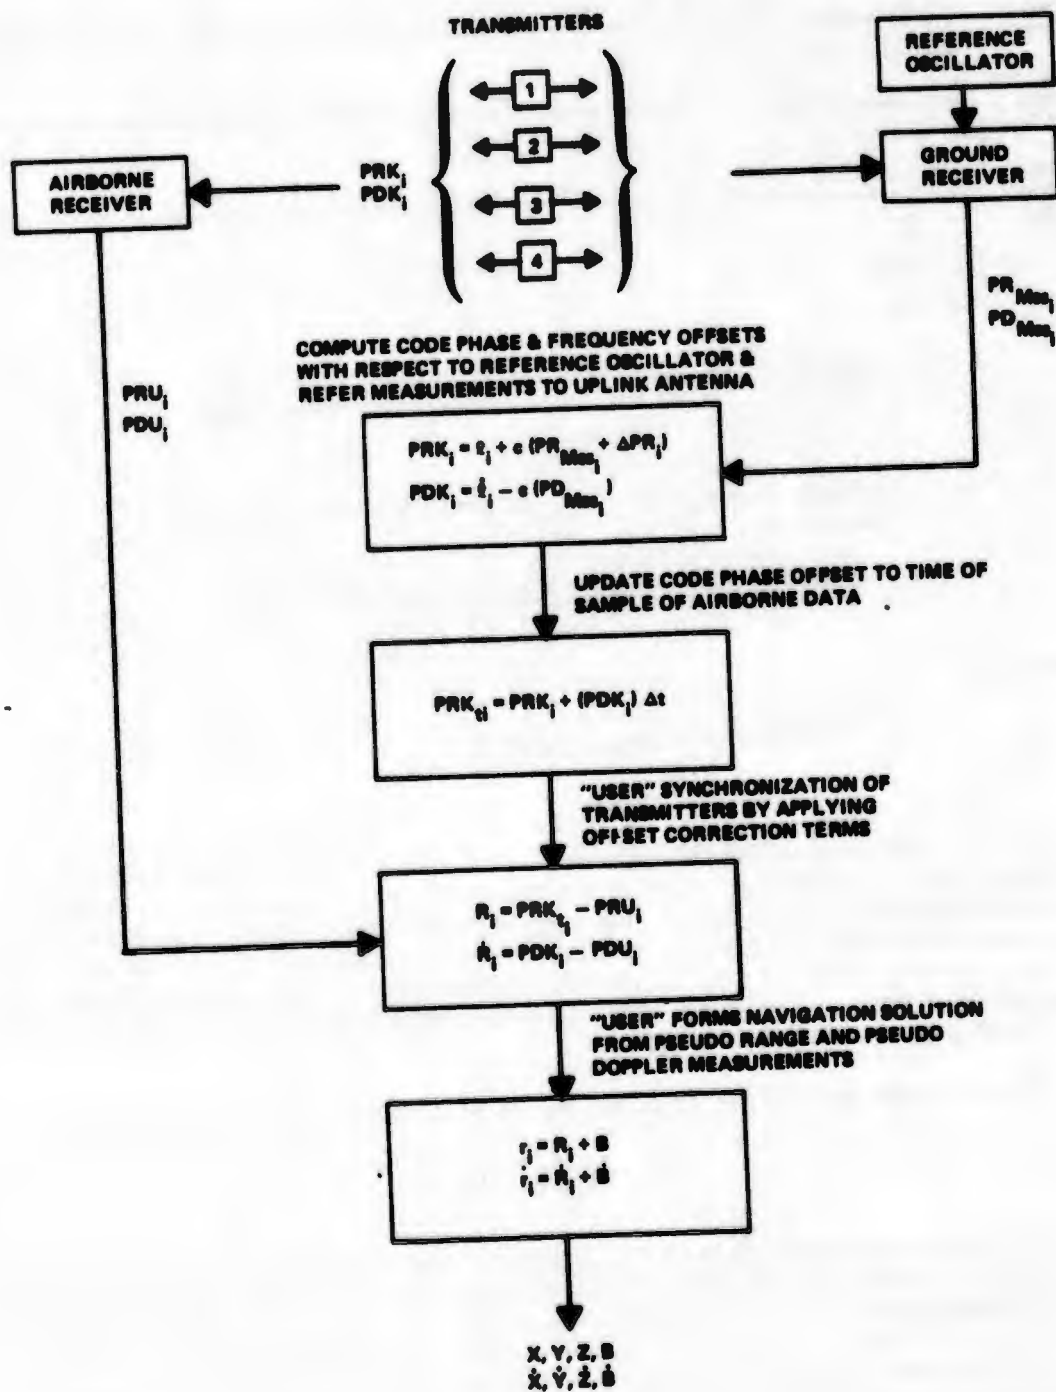 TRANSMITTERS
REFERENCE
OSCILLATOR
1
2
3
4
GROUND
RECEIVER
AIRBORNE
RECEIVER
PRK_i
PDK_i
PR_Mes_i
PD_Mes_i
COMPUTE CODE PHASE & FREQUENCY OFFSETS
WITH RESPECT TO REFERENCE OSCILLATOR &
REFER MEASUREMENTS TO UPLINK ANTENNA
PRU_i
PDU_i
PRK_i = ℓ_i + c (PR_Mes_i + ΔPR_i)
PDK_i = ℓ̇_i − c (PD_Mes_i)
UPDATE CODE PHASE OFFSET TO TIME OF
SAMPLE OF AIRBORNE DATA
PRK_ti = PRK_i + (PDK_i) Δt
"USER" SYNCHRONIZATION OF
TRANSMITTERS BY APPLYING
OFFSET CORRECTION TERMS
R_i = PRK_t_i − PRU_i
Ṙ_i = PDK_i − PDU_i
"USER" FORMS NAVIGATION SOLUTION
FROM PSEUDO RANGE AND PSEUDO
DOPPLER MEASUREMENTS
r_i = R_i + B
ṙ_i = Ṙ_i + Ḃ
X, Y, Z, B
Ẋ, Ẏ, Ż, Ḃ